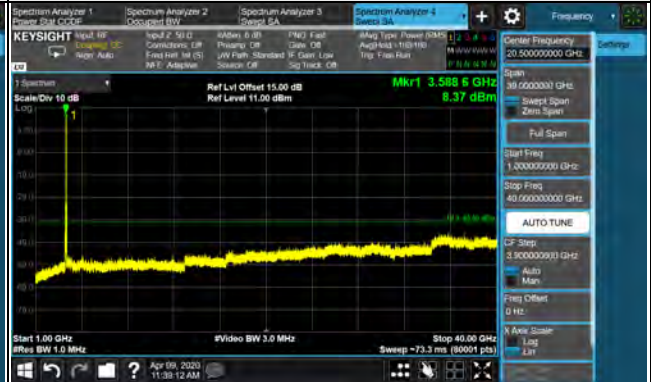 Spectrum Analyzer 1
Power Stat CCDF
Spectrum Analyzer 2
Occupied BW
Spectrum Analyzer 3
Swept SA
Spectrum Analyzer 4
Swept SA
Frequency
KEYSIGHT
Input: RF
Coupling: DC
Align: Auto
Input Z: 50 Ω
Corrections: Off
Freq Ref: Int (S)
NFE: Adaptive
#Atten: 6 dB
Preamp: Off
µW Path: Standard
Source: Off
PNO: Fast
Gate: Off
IF Gain: Low
Sig Track: Off
#Avg Type: Power (RMS)
Avg|Hold: >100/100
Trig: Free Run
1 Spectrum
Scale/Div 10 dB
Log
Ref Lvl Offset 15.00 dB
Ref Level 11.00 dBm
Mkr1 3.588 6 GHz
8.37 dBm
1
Start 1.00 GHz
#Res BW 1.0 MHz
#Video BW 3.0 MHz
Stop 40.00 GHz
Sweep ~73.3 ms (80001 pts)
Center Frequency
20.500000000 GHz
Settings
Span
39.0000000 GHz
Swept Span
Zero Span
Full Span
Start Freq
1.000000000 GHz
Stop Freq
40.000000000 GHz
AUTO TUNE
CF Step
3.900000000 GHz
Auto
Man
Freq Offset
0 Hz
X Axis Scale
Log
Lin
?
Apr 09, 2020
11:39:12 AM